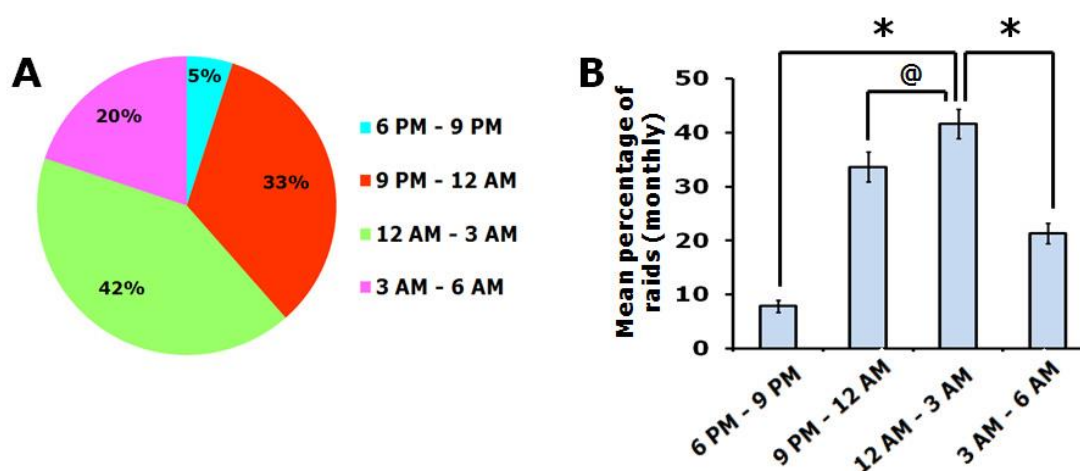 A
5%
20%
33%
42%
6 PM - 9 PM
9 PM - 12 AM
12 AM - 3 AM
3 AM - 6 AM
B
* *
@
Mean percentage of
raids (monthly)
50
40
30
20
10
0
6 PM - 9 PM
9 PM - 12 AM
12 AM - 3 AM
3 AM - 6 AM